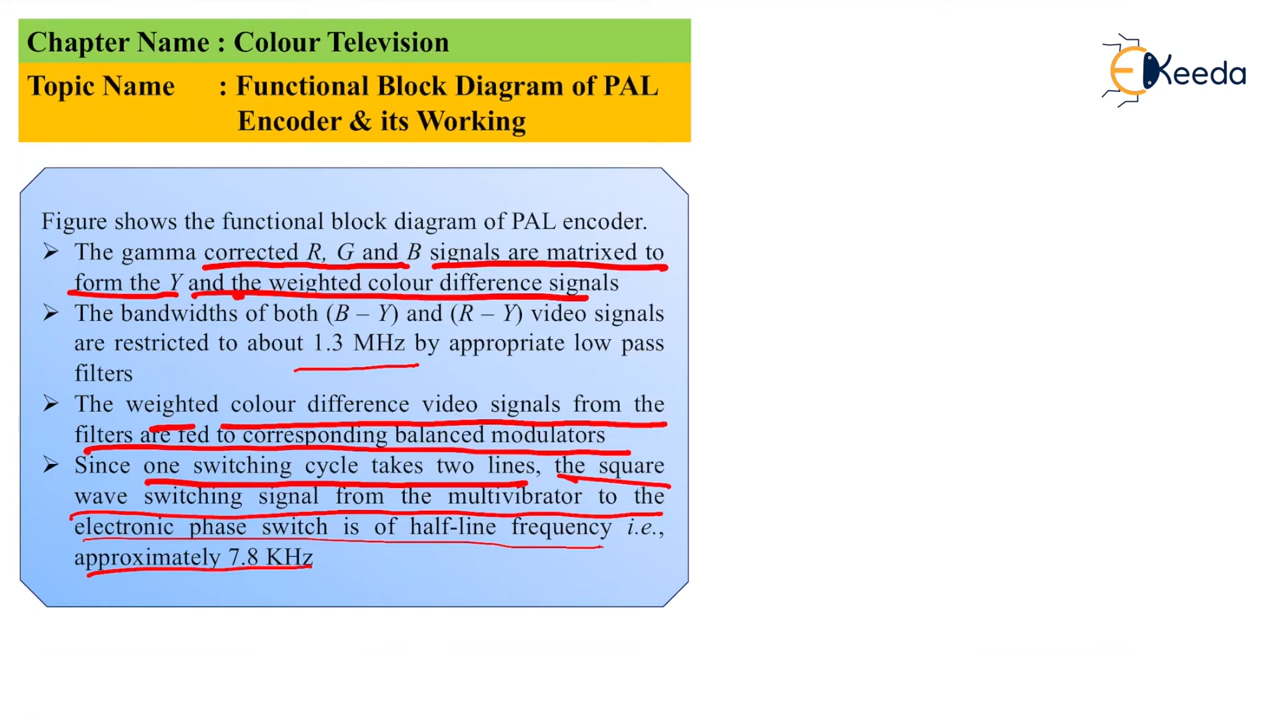 Chapter Name : Colour Television
Topic Name : Functional Block Diagram of PAL
Encoder & its Working
EKeeda
Figure shows the functional block diagram of PAL encoder.
➢ The gamma corrected R, G and B signals are matrixed to
form the Y and the weighted colour difference signals
➢ The bandwidths of both (B – Y) and (R – Y) video signals
are restricted to about 1.3 MHz by appropriate low pass
filters
➢ The weighted colour difference video signals from the
filters are fed to corresponding balanced modulators
➢ Since one switching cycle takes two lines, the square
wave switching signal from the multivibrator to the
electronic phase switch is of half-line frequency i.e.,
approximately 7.8 KHz